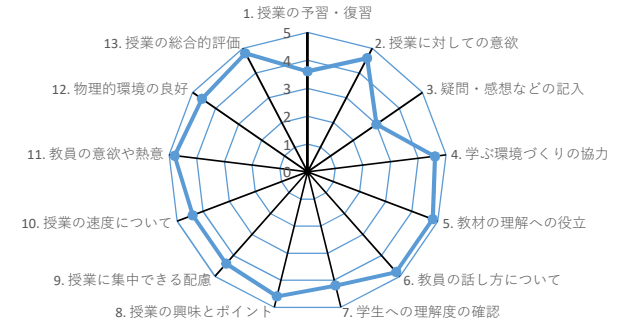 1. 授業の予習・復習
2. 授業に対しての意欲
3. 疑問・感想などの記入
4. 学ぶ環境づくりの協力
5. 教材の理解への役立
6. 教員の話し方について
7. 学生への理解度の確認
8. 授業の興味とポイント
9. 授業に集中できる配慮
10. 授業の速度について
11. 教員の意欲や熱意
12. 物理的環境の良好
13. 授業の総合的評価
5
4
3
2
1
0